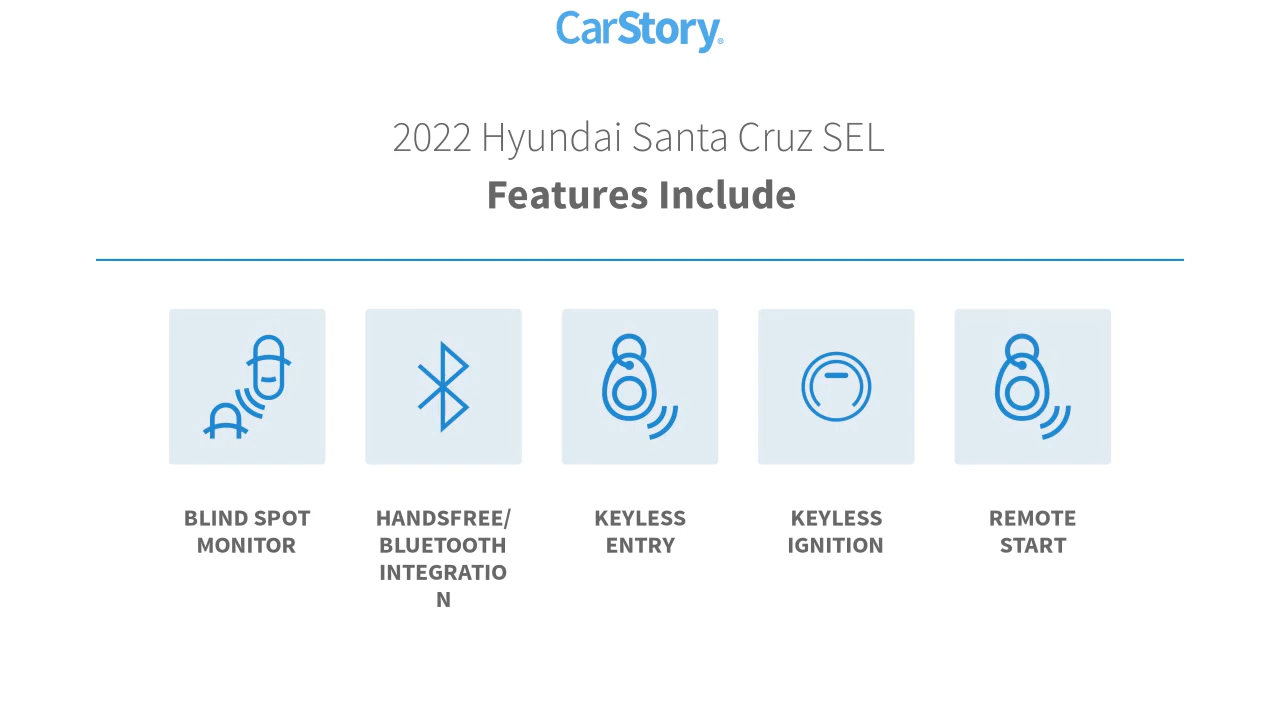 CarStory®
2022 Hyundai Santa Cruz SEL
Features Include
BLIND SPOT
MONITOR
HANDSFREE/
BLUETOOTH
INTEGRATIO
N
KEYLESS
ENTRY
KEYLESS
IGNITION
REMOTE
START